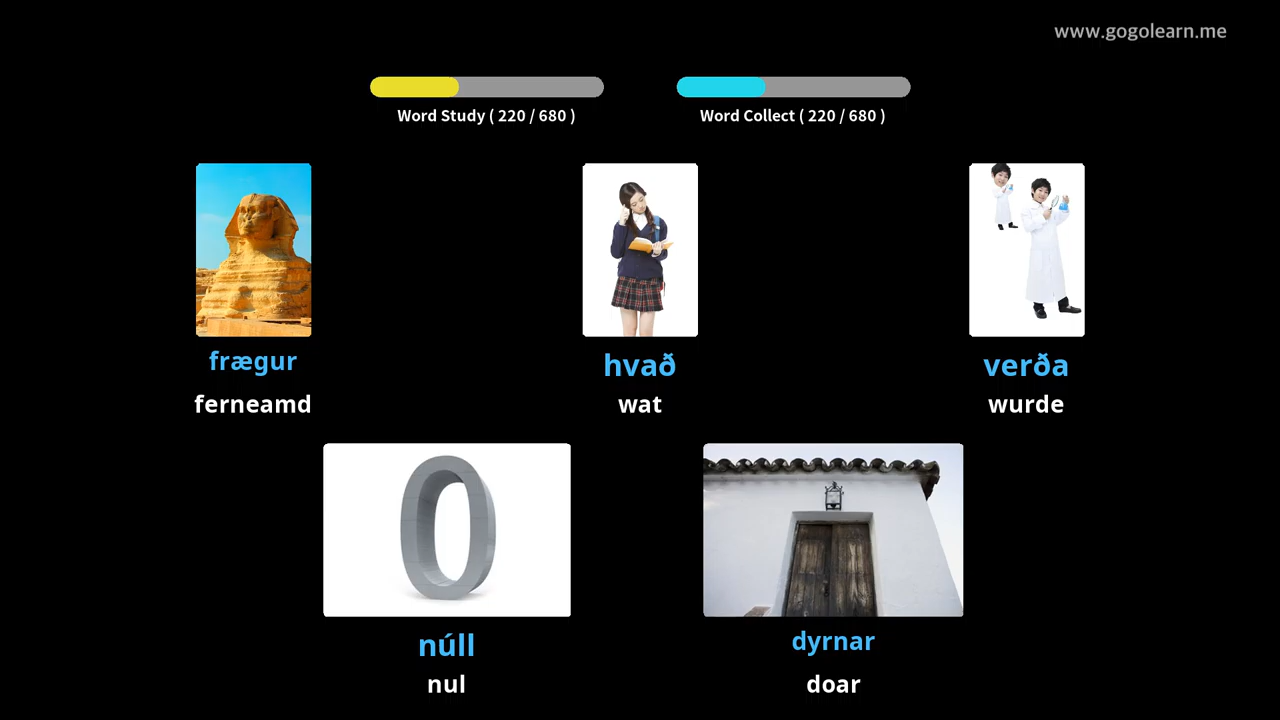 www.gogolearn.me
Word Study ( 220 / 680 )
Word Collect ( 220 / 680 )
frægur
ferneamd
hvað
wat
verða
wurde
núll
nul
dyrnar
doar